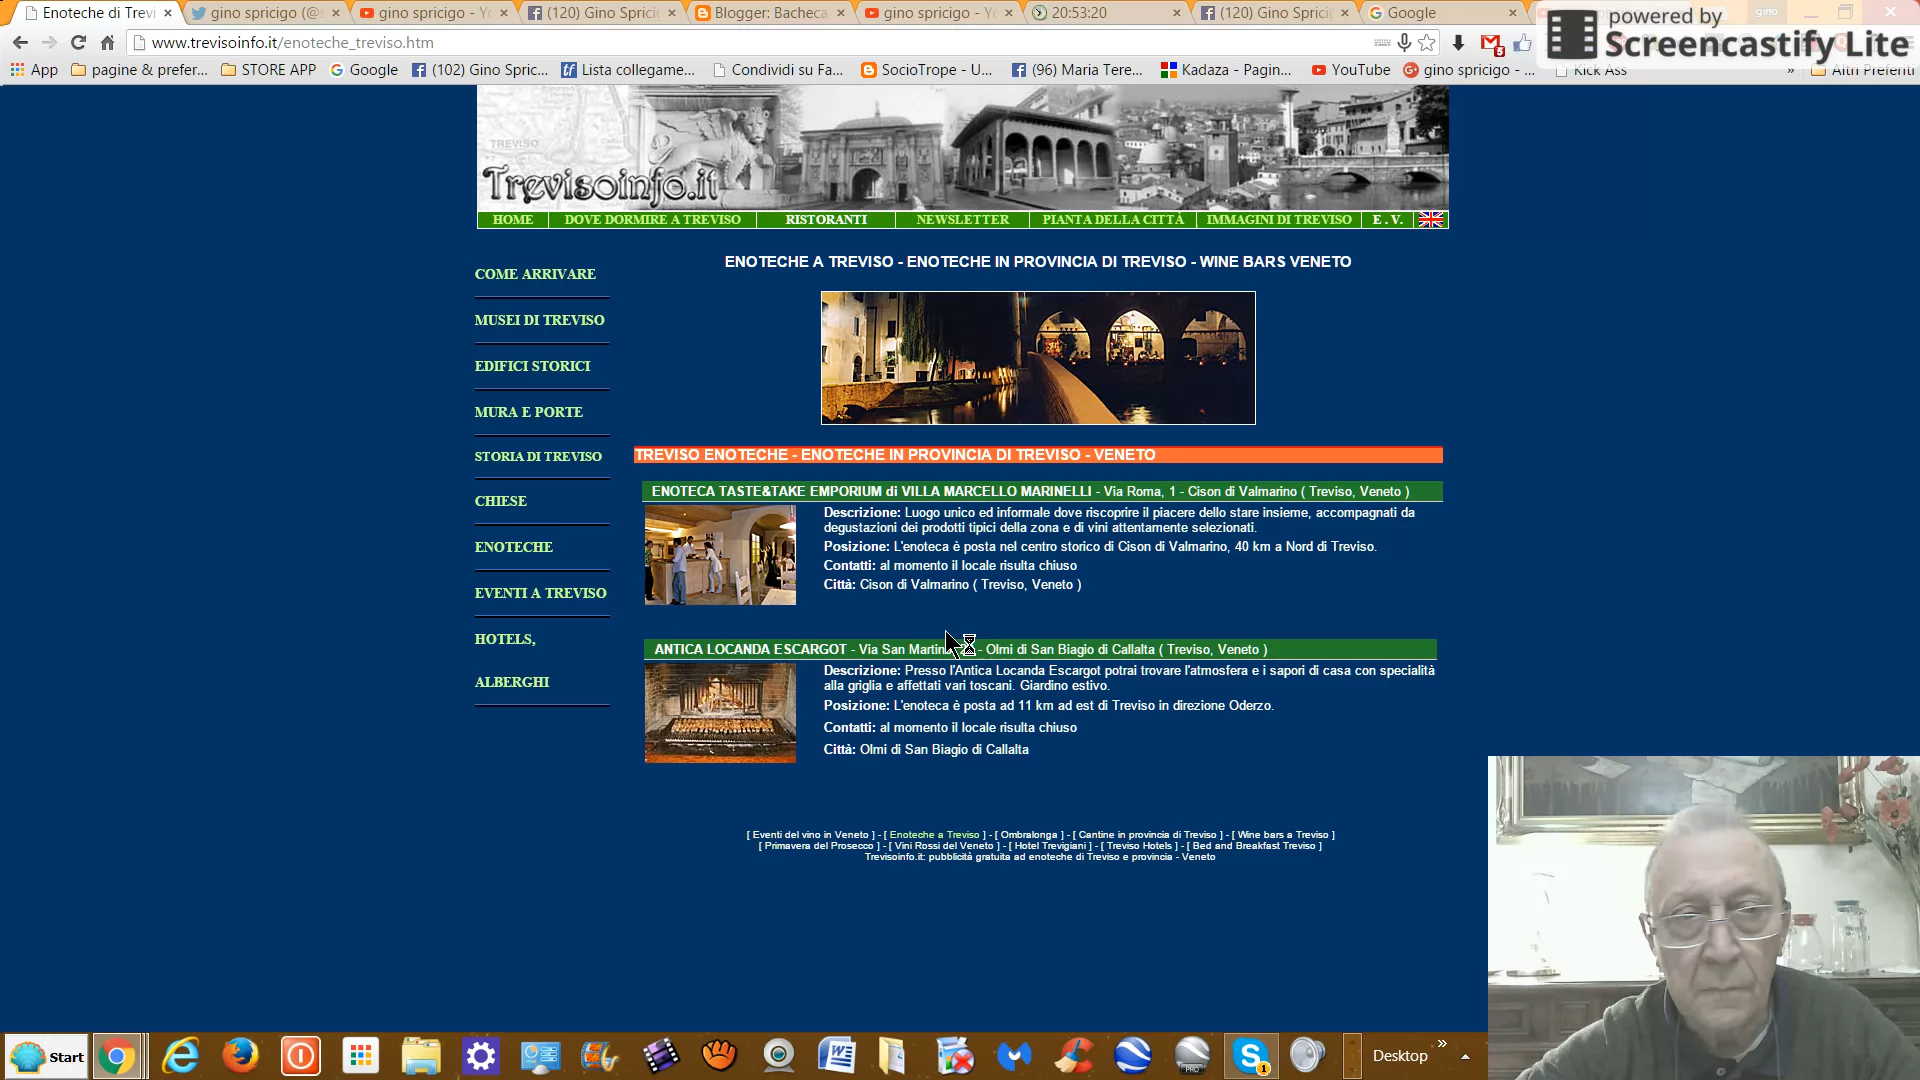 Enoteche di Trevi
gino spricigo (@
gino spricigo - Yo
(120) Gino Sprici
Blogger: Bacheca
gino spricigo - Yo
20:53:20
(120) Gino Sprici
Google
gino
powered by
Screencastify Lite
www.trevisoinfo.it/enoteche_treviso.htm
App
pagine & prefer...
STORE APP
Google
(102) Gino Spric...
Lista collegame...
Condividi su Fa...
SocioTrope - U...
(96) Maria Tere...
Kadaza - Pagin...
YouTube
gino spricigo - ...
Kick Ass
»
Altri Preferiti
TREVISO
Trevisoinfo.it
HOME
DOVE DORMIRE A TREVISO
RISTORANTI
NEWSLETTER
PIANTA DELLA CITTÀ
IMMAGINI DI TREVISO
E . V.
COME ARRIVARE
MUSEI DI TREVISO
EDIFICI STORICI
MURA E PORTE
STORIA DI TREVISO
CHIESE
ENOTECHE
EVENTI A TREVISO
HOTELS,
ALBERGHI
ENOTECHE A TREVISO - ENOTECHE IN PROVINCIA DI TREVISO - WINE BARS VENETO
TREVISO ENOTECHE - ENOTECHE IN PROVINCIA DI TREVISO - VENETO
ENOTECA TASTE&TAKE EMPORIUM di VILLA MARCELLO MARINELLI - Via Roma, 1 - Cison di Valmarino ( Treviso, Veneto )
Descrizione: Luogo unico ed informale dove riscoprire il piacere dello stare insieme, accompagnati da
degustazioni dei prodotti tipici della zona e di vini attentamente selezionati.
Posizione: L'enoteca è posta nel centro storico di Cison di Valmarino, 40 km a Nord di Treviso.
Contatti: al momento il locale risulta chiuso
Città: Cison di Valmarino ( Treviso, Veneto )
ANTICA LOCANDA ESCARGOT - Via San Martino - Olmi di San Biagio di Callalta ( Treviso, Veneto )
Descrizione: Presso l'Antica Locanda Escargot potrai trovare l'atmosfera e i sapori di casa con specialità
alla griglia e affettati vari toscani. Giardino estivo.
Posizione: L'enoteca è posta ad 11 km ad est di Treviso in direzione Oderzo.
Contatti: al momento il locale risulta chiuso
Città: Olmi di San Biagio di Callalta
[ Eventi del vino in Veneto ] - [ Enoteche a Treviso ] - [ Ombralonga ] - [ Cantine in provincia di Treviso ] - [ Wine bars a Treviso ]
[ Primavera del Prosecco ] - [ Vini Rossi del Veneto ] - [ Hotel Trevigiani ] - [ Treviso Hotels ] - [ Bed and Breakfast Treviso ]
Trevisoinfo.it: pubblicità gratuita ad enoteche di Treviso e provincia - Veneto
Start
PRO
1
Desktop
»